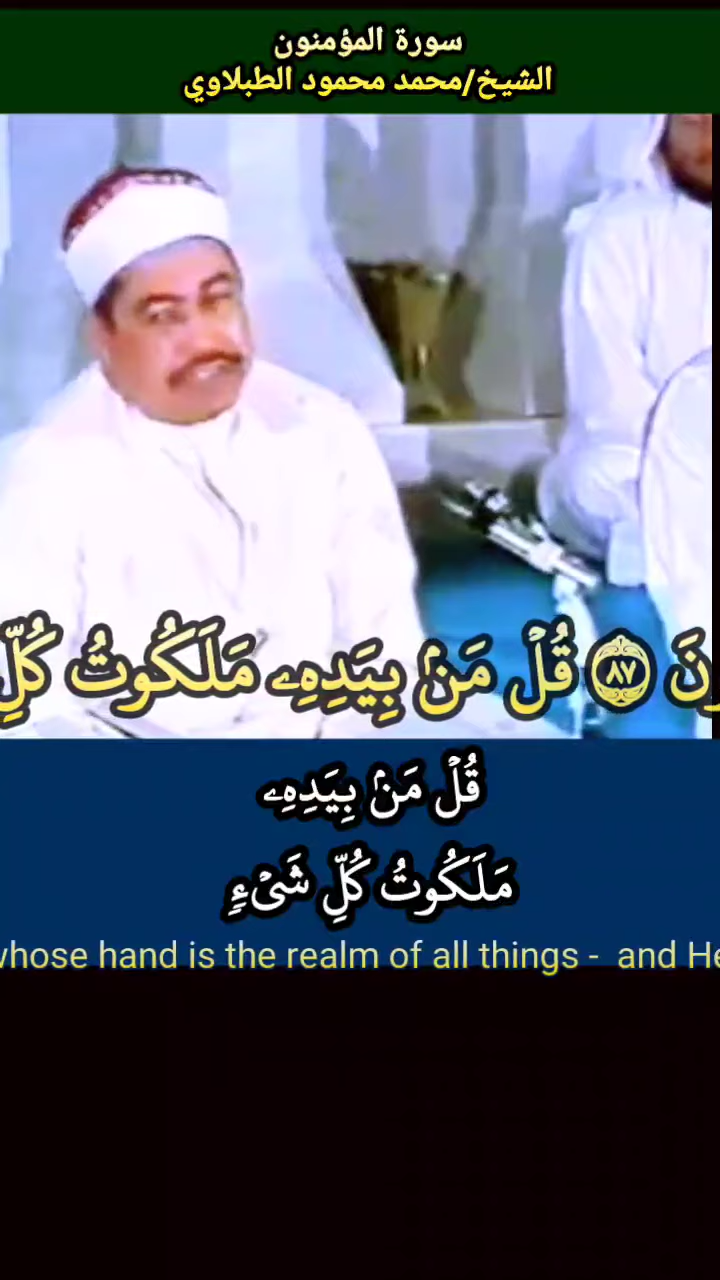 سورة المؤمنون
الشيخ/محمد محمود الطبلاوي
۝٨٧ قُلۡ مَنۢ بِيَدِهِۦ مَلَكُوتُ كُلِّ
قُلۡ مَنۢ بِيَدِهِۦ
مَلَكُوتُ كُلِّ شَيۡءٖ
whose hand is the realm of all things - and He